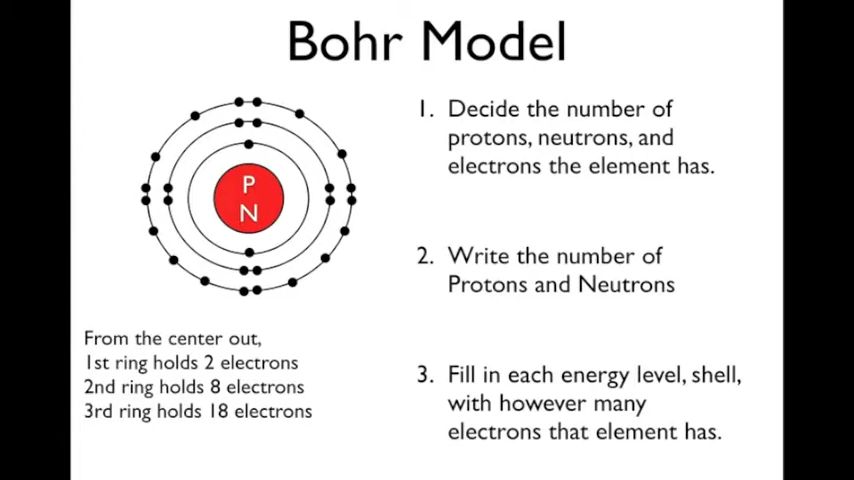 Bohr Model
P
N
From the center out,
1st ring holds 2 electrons
2nd ring holds 8 electrons
3rd ring holds 18 electrons
1. Decide the number of
protons, neutrons, and
electrons the element has.
2. Write the number of
Protons and Neutrons
3. Fill in each energy level, shell,
with however many
electrons that element has.